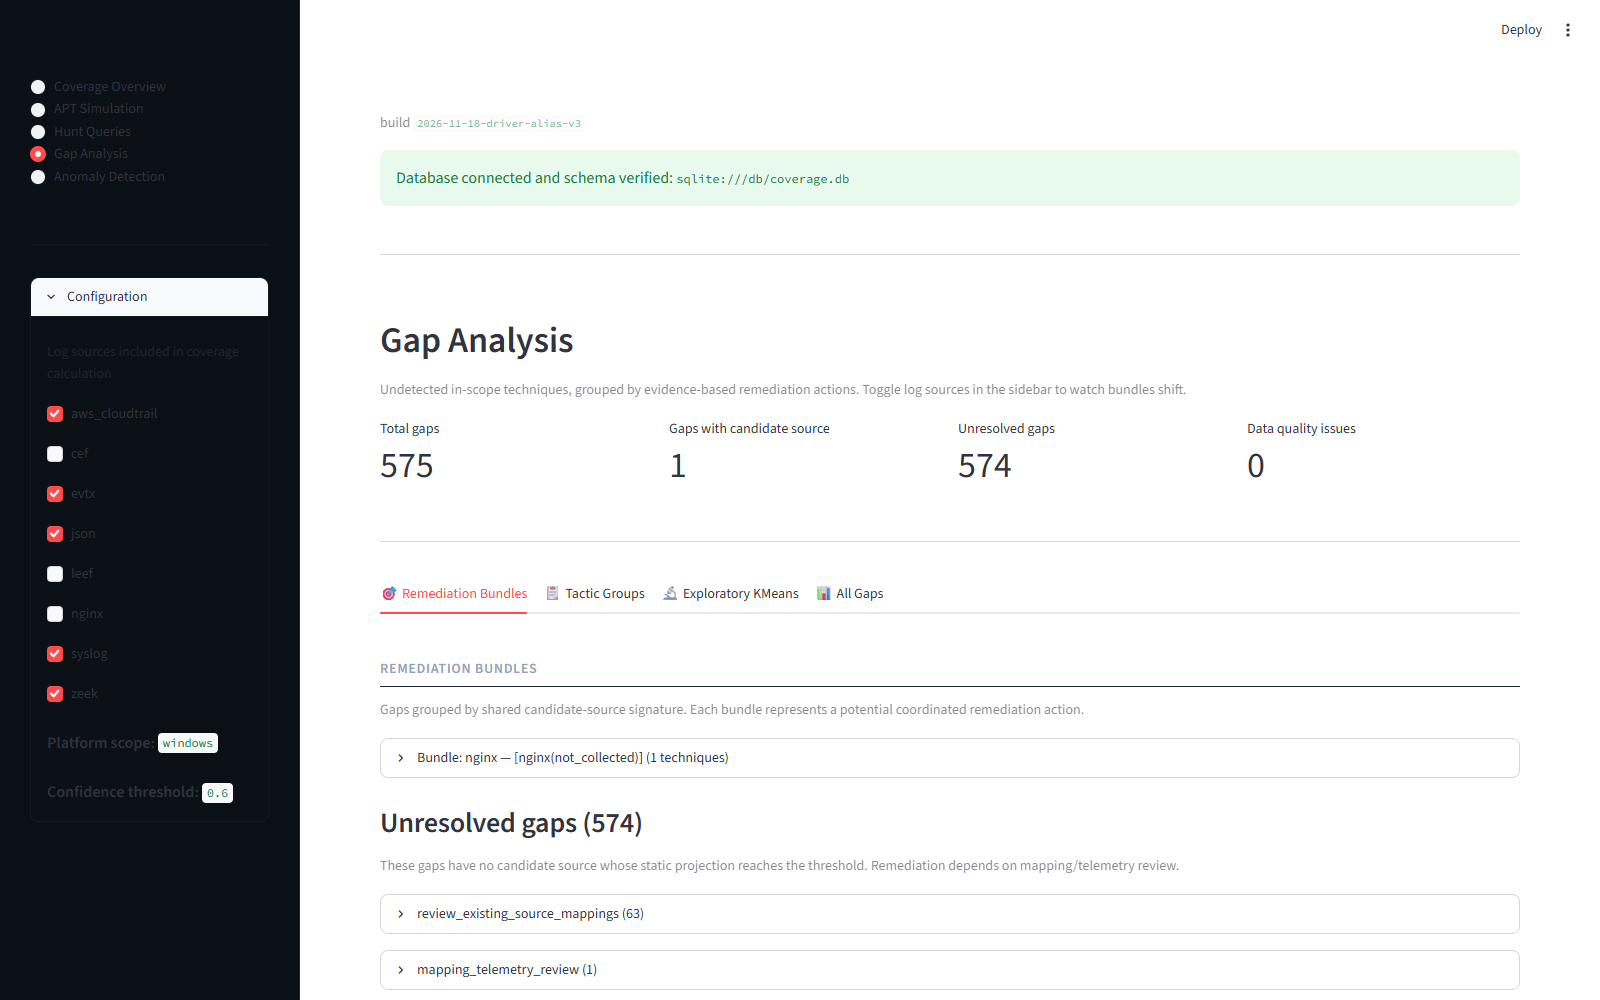 Deploy
Coverage Overview
APT Simulation
Hunt Queries
Gap Analysis
Anomaly Detection
Configuration
Log sources included in coverage
calculation
aws_cloudtrail
cef
evtx
json
leef
nginx
syslog
zeek
Platform scope: windows
Confidence threshold: 0.6
build 2026-11-18-driver-alias-v3
Database connected and schema verified: sqlite:///db/coverage.db
Gap Analysis
Undetected in-scope techniques, grouped by evidence-based remediation actions. Toggle log sources in the sidebar to watch bundles shift.
Total gaps
575
Gaps with candidate source
1
Unresolved gaps
574
Data quality issues
0
Remediation Bundles
Tactic Groups
Exploratory KMeans
All Gaps
REMEDIATION BUNDLES
Gaps grouped by shared candidate-source signature. Each bundle represents a potential coordinated remediation action.
Bundle: nginx — [nginx(not_collected)] (1 techniques)
Unresolved gaps (574)
These gaps have no candidate source whose static projection reaches the threshold. Remediation depends on mapping/telemetry review.
review_existing_source_mappings (63)
mapping_telemetry_review (1)